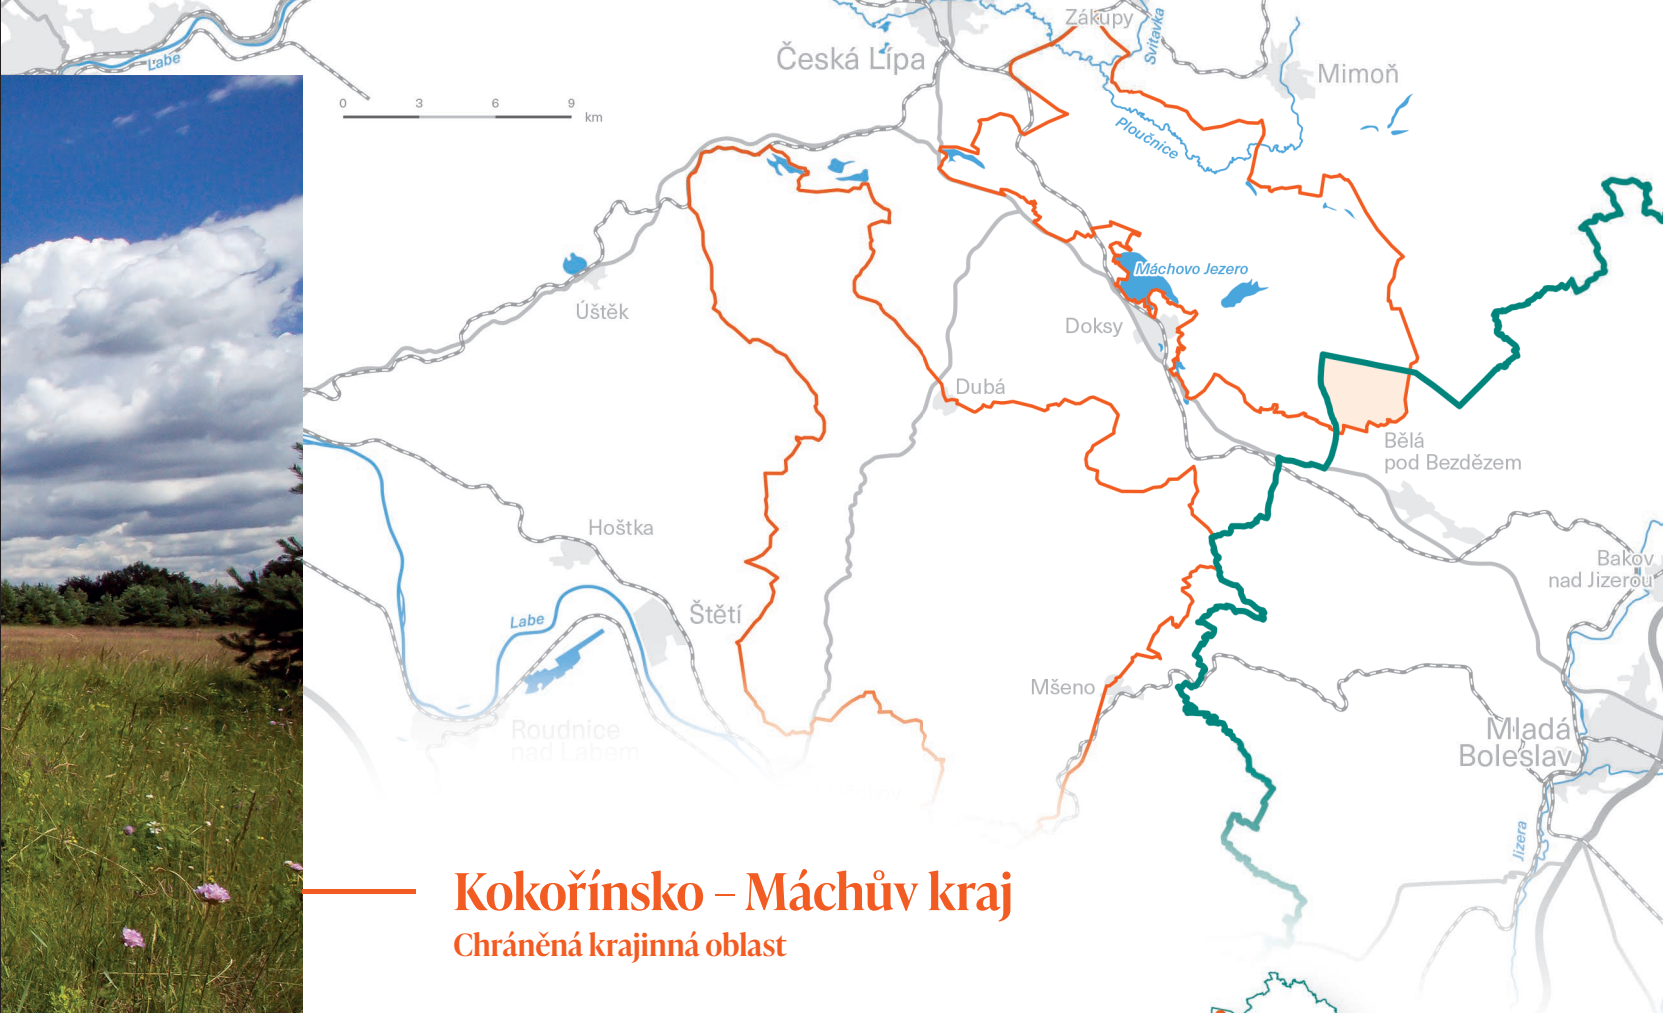 Zákupy
Svitavka
Česká Lípa
Labe
Mimoň
0 3 6 9
km
Ploučnice
Máchovo Jezero
Úštěk
Doksy
Dubá
Bělá
pod Bezdězem
Hoštka
Bakov
nad Jizerou
Štětí
Labe
Mšeno
Roudnice
nad Labem
Mladá
Boleslav
Jizera
Kokořínsko – Máchův kraj
Chráněná krajinná oblast